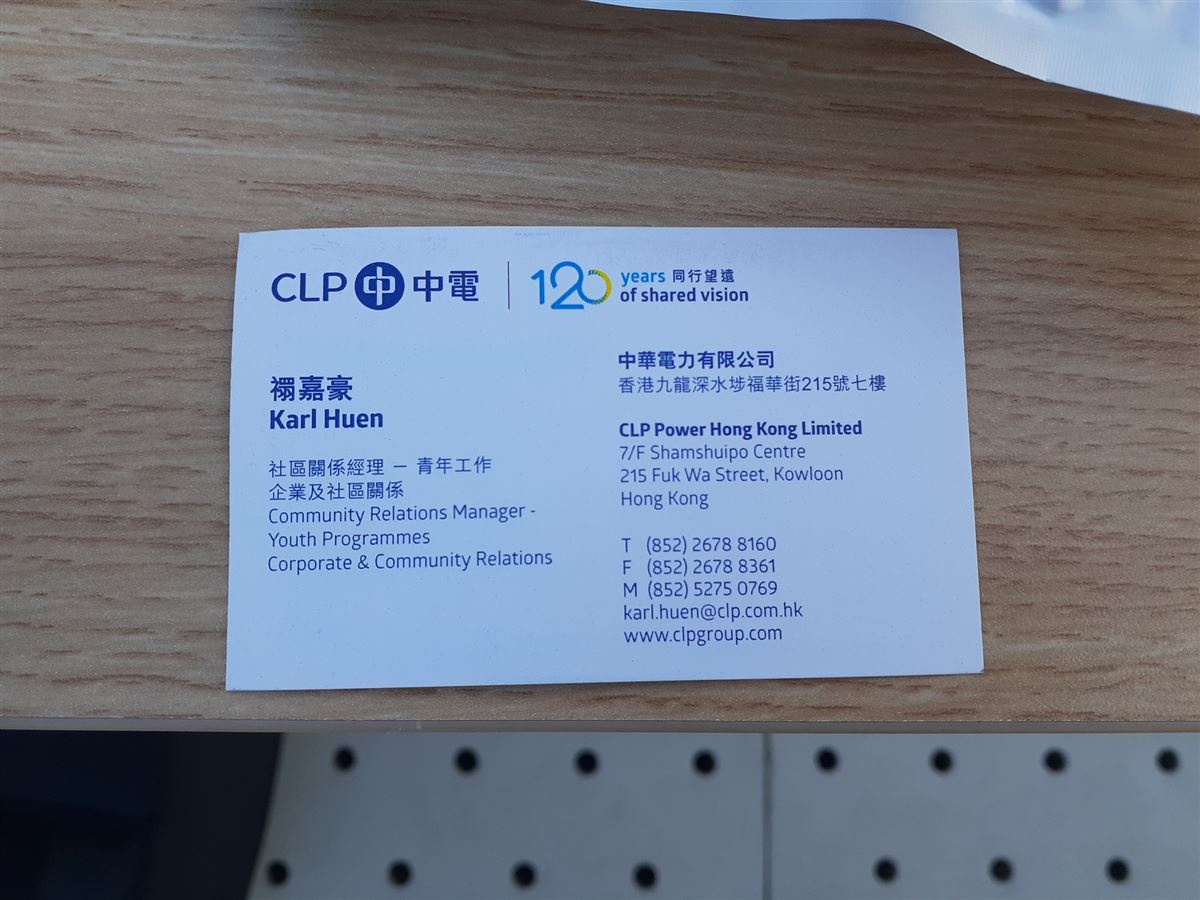 CLP 中電
120 years 同行望遠
of shared vision
禤嘉豪
Karl Huen
社區關係經理 － 青年工作
企業及社區關係
Community Relations Manager -
Youth Programmes
Corporate & Community Relations
中華電力有限公司
香港九龍深水埗福華街215號七樓
CLP Power Hong Kong Limited
7/F Shamshuipo Centre
215 Fuk Wa Street, Kowloon
Hong Kong
T (852) 2678 8160
F (852) 2678 8361
M (852) 5275 0769
karl.huen@clp.com.hk
www.clpgroup.com